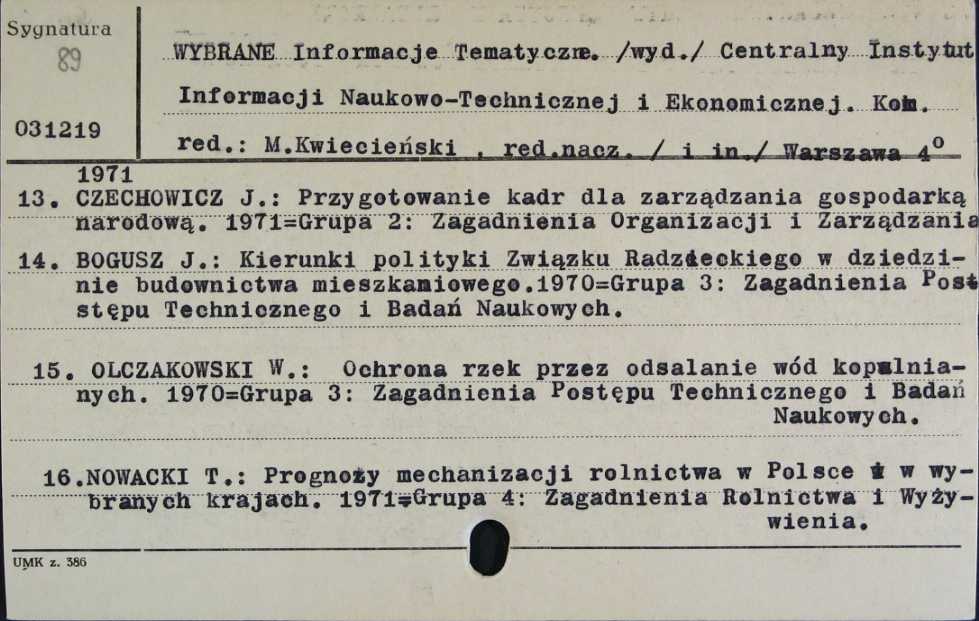 Sygnatura
89
031219
WYBRANE Informacje Tematyczne. /wyd./ Centralny Instytut
Informacji Naukowo-Technicznej i Ekonomicznej. Kom.
red.: M.Kwieciński , red.nacz. / i in./ Warszawa 4º
1971
13. CZECHOWICZ J.: Przygotowanie kadr dla zarządzania gospodarką
narodową. 1971=Grupa 2: Zagadnienia Organizacji i Zarządzania
14. BOGUSZ J.: Kierunki polityki Związku Radzieckiego w dziedzi-
nie budownictwa mieszkaniowego.1970=Grupa 3: Zagadnienia Post
stępu Technicznego i Badań Naukowych.
15. OLCZAKOWSKI W.: Ochrona rzek przez odsalanie wód kopalnia-
nych. 1970=Grupa 3: Zagadnienia Postępu Technicznego i Badań
Naukowych.
16.NOWACKI T.: Prognozy mechanizacji rolnictwa w Polsce i w wy-
branych krajach. 1971=Grupa 4: Zagadnienia Rolnictwa i Wyży-
wienia.
UMK z. 386